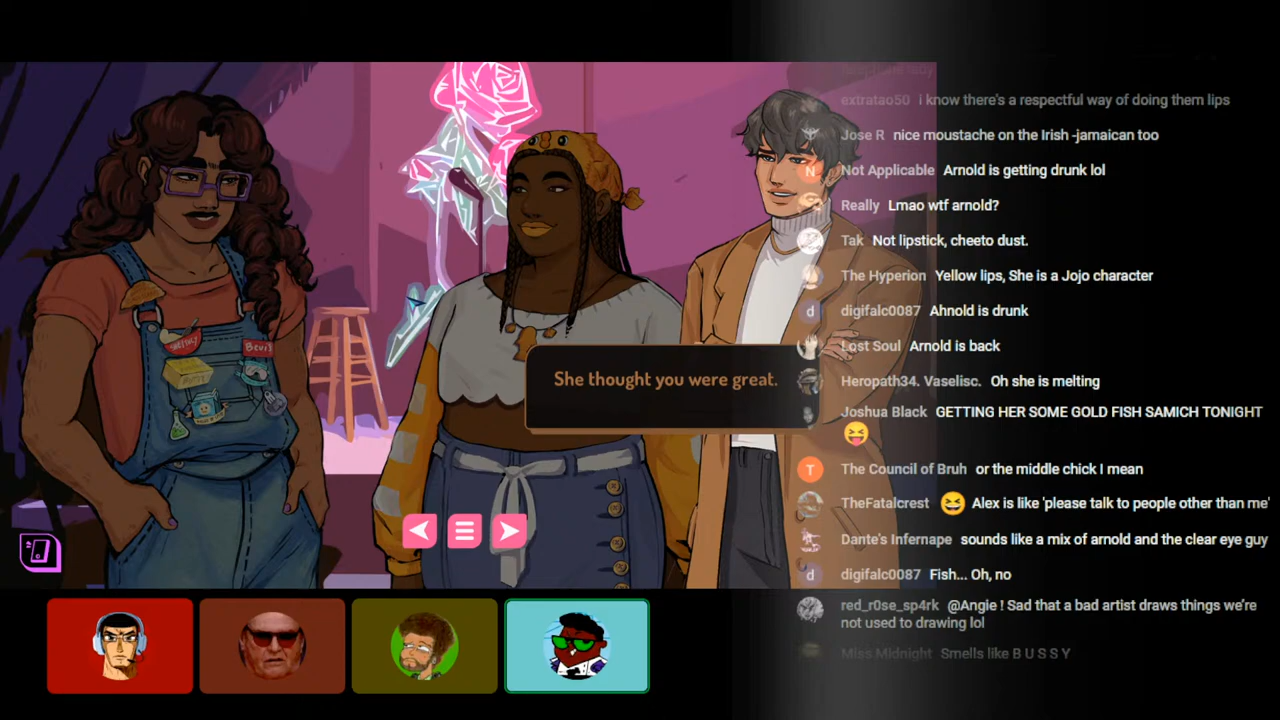 extratao50 i know there's a respectful way of doing them lips
Jose R nice moustache on the Irish -jamaican too
N Not Applicable Arnold is getting drunk lol
Really Lmao wtf arnold?
Tak Not lipstick, cheeto dust.
The Hyperion Yellow lips, She is a Jojo character
d digifalc0087 Ahnold is drunk
Lost Soul Arnold is back
Heropath34. Vaselisc. Oh she is melting
Joshua Black GETTING HER SOME GOLD FISH SAMICH TONIGHT
😝
T The Council of Bruh or the middle chick I mean
TheFatalcrest 😆 Alex is like 'please talk to people other than me'
Dante's Infernape sounds like a mix of arnold and the clear eye guy
d digifalc0087 Fish... Oh, no
red_r0se_sp4rk @Angie ! Sad that a bad artist draws things we're
not used to drawing lol
Miss Midnight Smells like B U S S Y
She thought you were great.